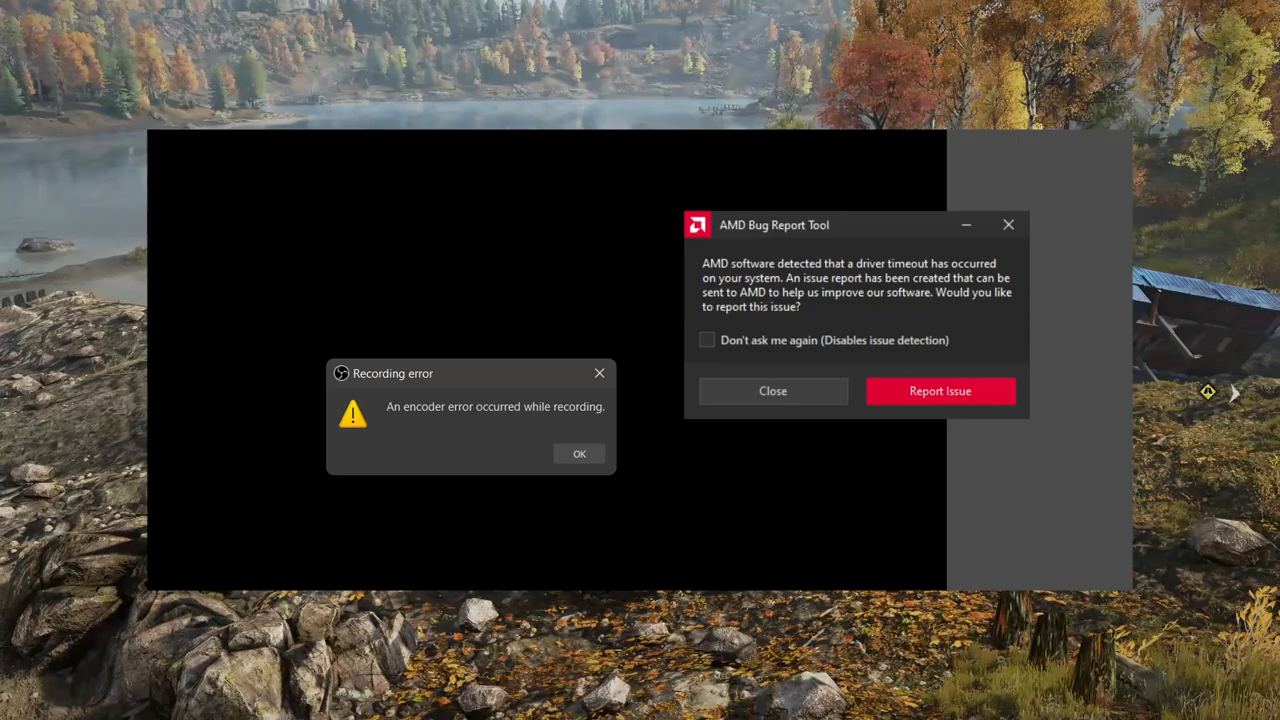 AMD Bug Report Tool
AMD software detected that a driver timeout has occurred
on your system. An issue report has been created that can be
sent to AMD to help us improve our software. Would you like
to report this issue?
Don't ask me again (Disables issue detection)
Close
Report Issue
Recording error
An encoder error occurred while recording.
OK